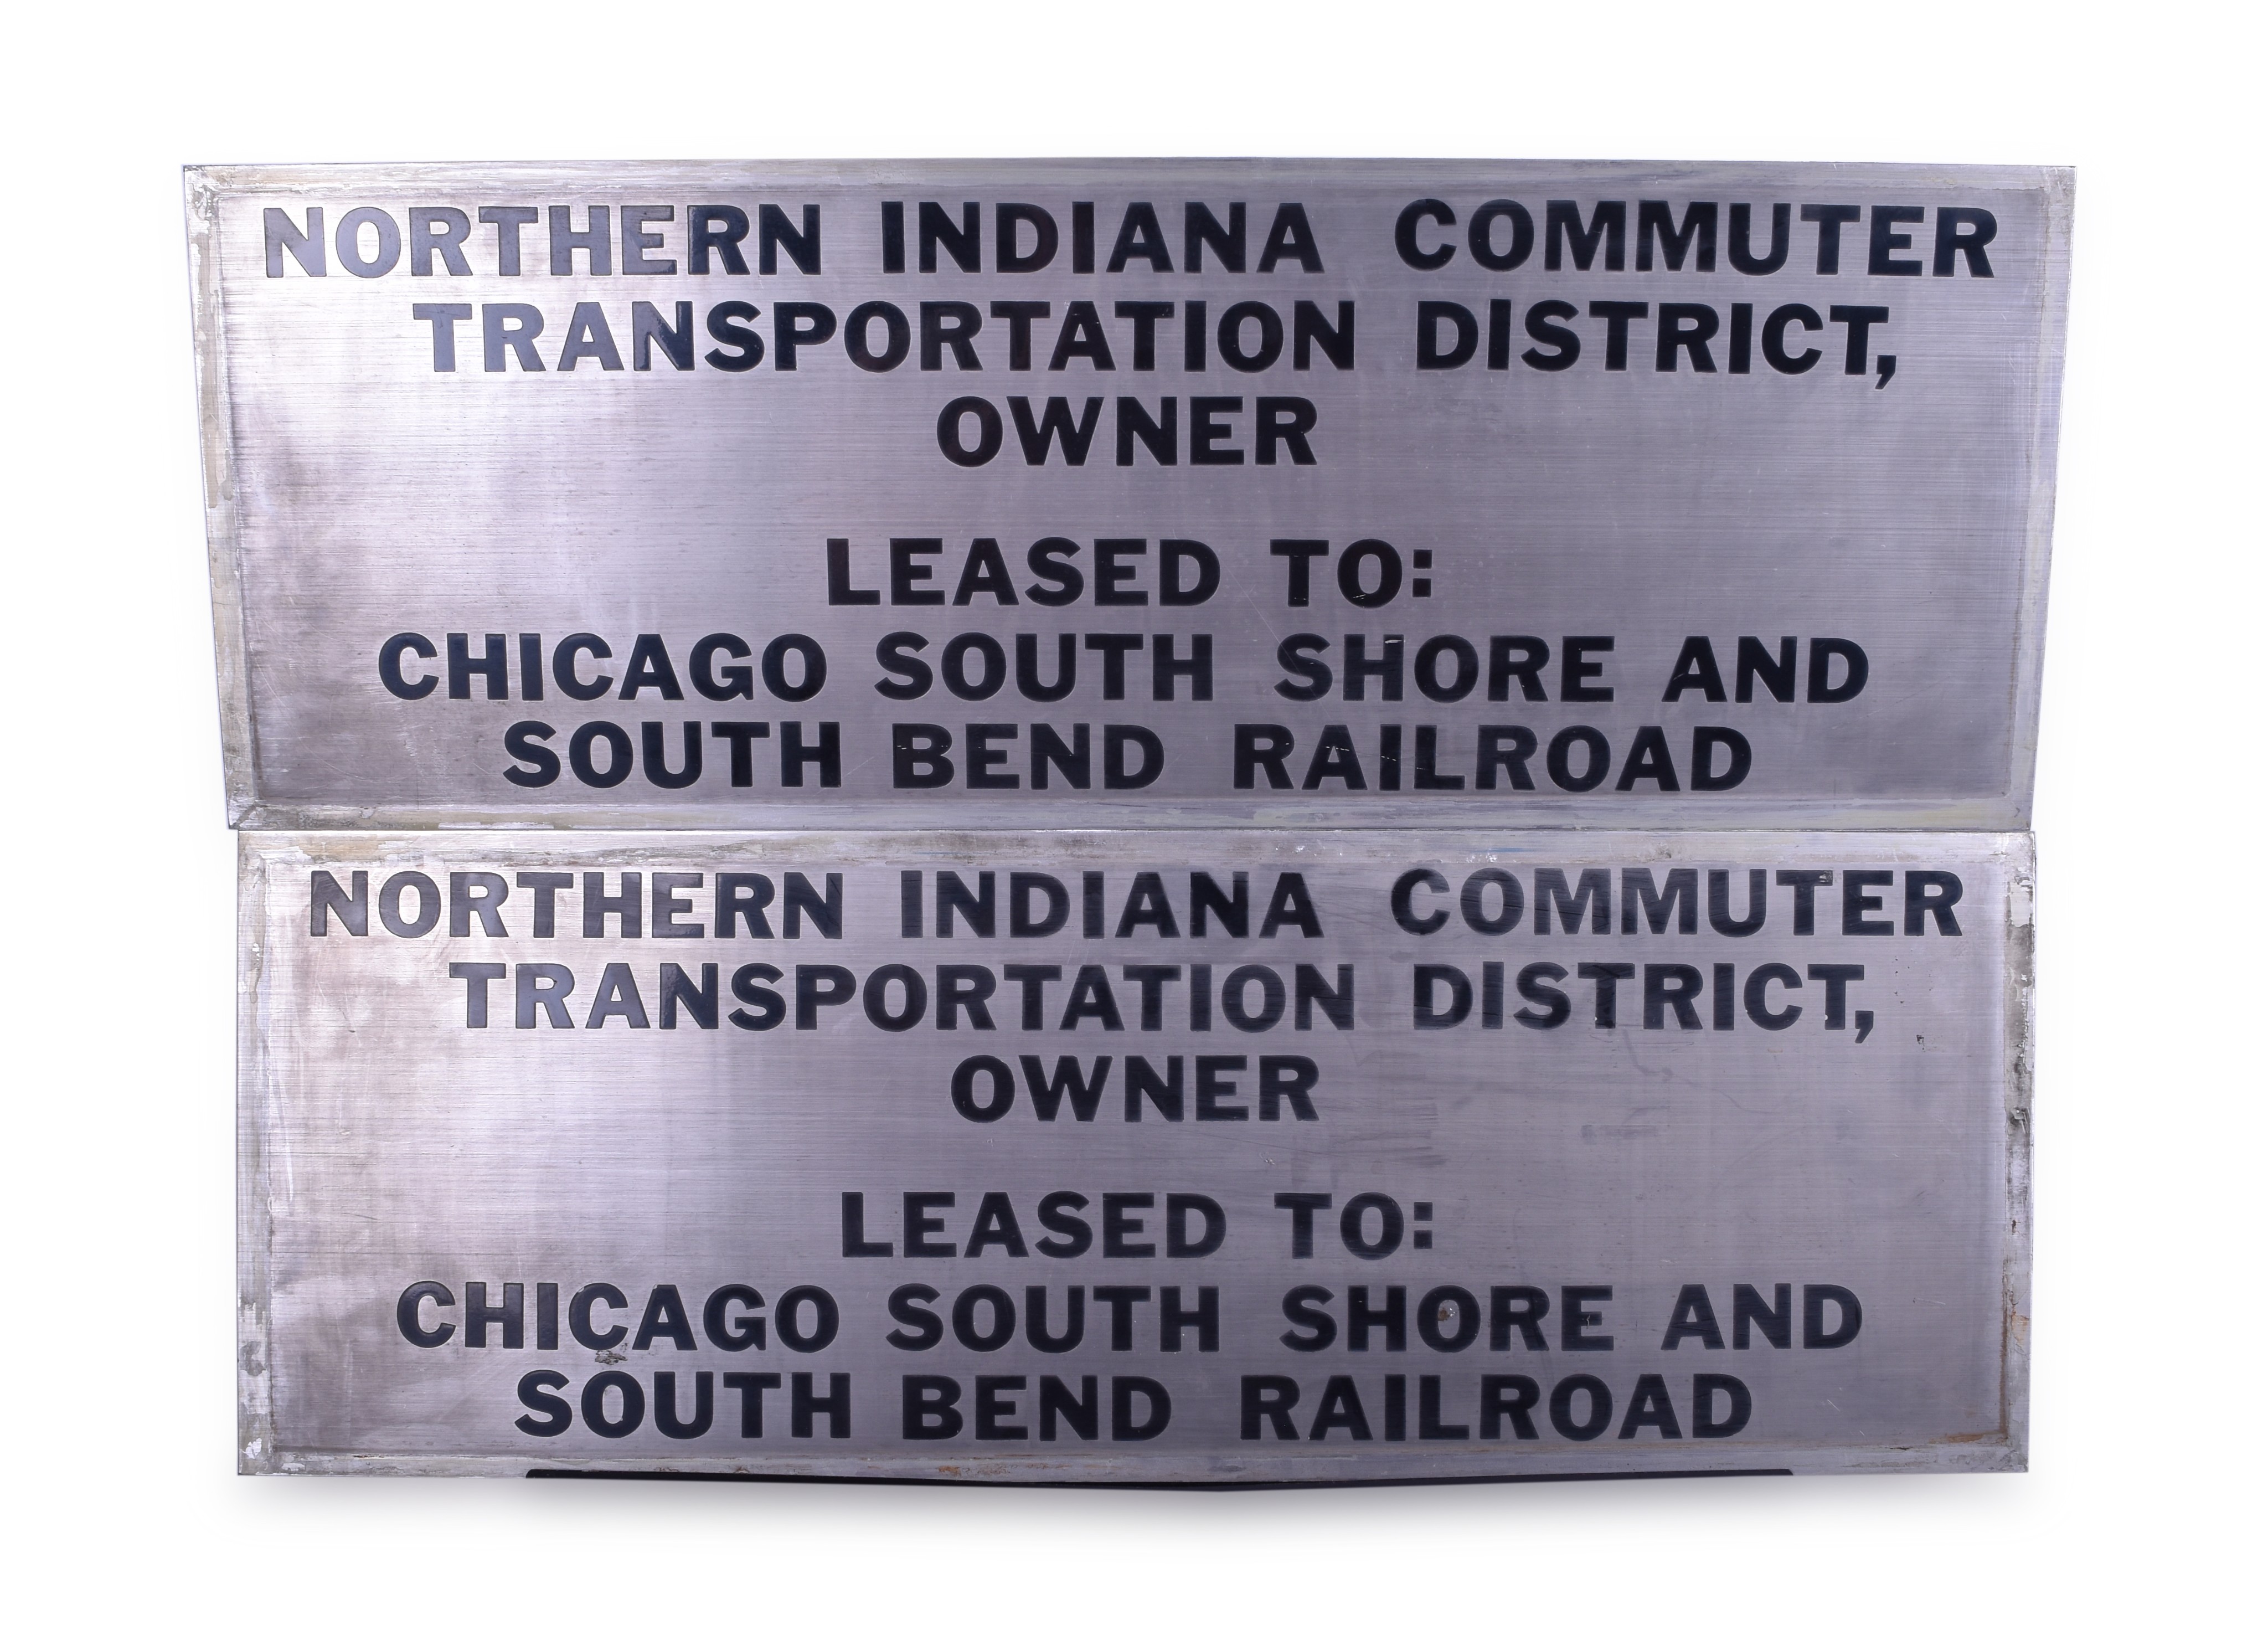 NORTHERN INDIANA COMMUTER
TRANSPORTATION DISTRICT,
OWNER
LEASED TO:
CHICAGO SOUTH SHORE AND
SOUTH BEND RAILROAD
NORTHERN INDIANA COMMUTER
TRANSPORTATION DISTRICT,
OWNER
LEASED TO:
CHICAGO SOUTH SHORE AND
SOUTH BEND RAILROAD